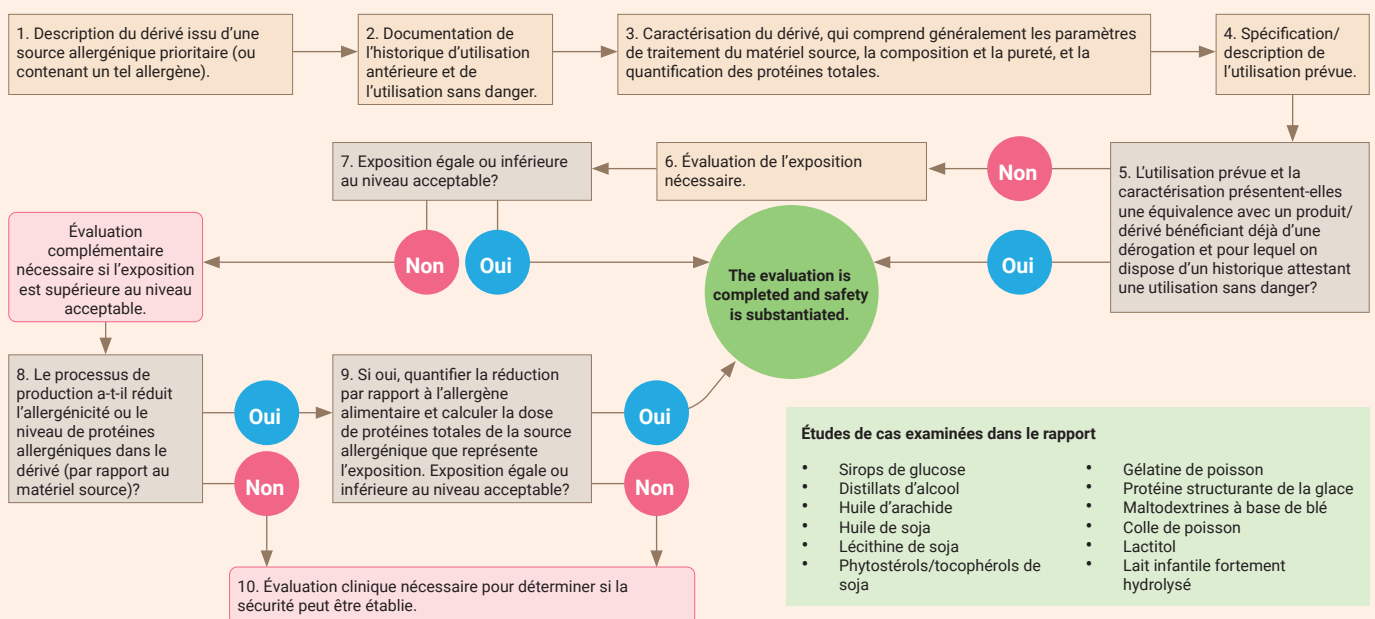 1. Description du dérivé issu d'une
source allergénique prioritaire (ou
contenant un tel allergène).
2. Documentation de
l'historique d'utilisation
antérieure et de
l'utilisation sans danger.
3. Caractérisation du dérivé, qui comprend généralement les paramètres
de traitement du matériel source, la composition et la pureté, et la
quantification des protéines totales.
4. Spécification/
description de
l'utilisation prévue.
5. L'utilisation prévue et la
caractérisation présentent-elles
une équivalence avec un produit/
dérivé bénéficiant déjà d'une
dérogation et pour lequel on
dispose d'un historique attestant
une utilisation sans danger?
Non
Oui
6. Évaluation de l'exposition
nécessaire.
7. Exposition égale ou inférieure
au niveau acceptable?
Non
Oui
The evaluation is
completed and safety
is substantiated.
Évaluation
complémentaire
nécessaire si l'exposition
est supérieure au niveau
acceptable.
8. Le processus de
production a-t-il réduit
l'allergénicité ou le
niveau de protéines
allergéniques dans le
dérivé (par rapport au
matériel source)?
Oui
Non
9. Si oui, quantifier la réduction
par rapport à l'allergène
alimentaire et calculer la dose
de protéines totales de la source
allergénique que représente
l'exposition. Exposition égale ou
inférieure au niveau acceptable?
Oui
Non
10. Évaluation clinique nécessaire pour déterminer si la
sécurité peut être établie.
Études de cas examinées dans le rapport
• Sirops de glucose
• Distillats d'alcool
• Huile d'arachide
• Huile de soja
• Lécithine de soja
• Phytostérols/tocophérols de
soja
• Gélatine de poisson
• Protéine structurante de la glace
• Maltodextrines à base de blé
• Colle de poisson
• Lactitol
• Lait infantile fortement
hydrolysé